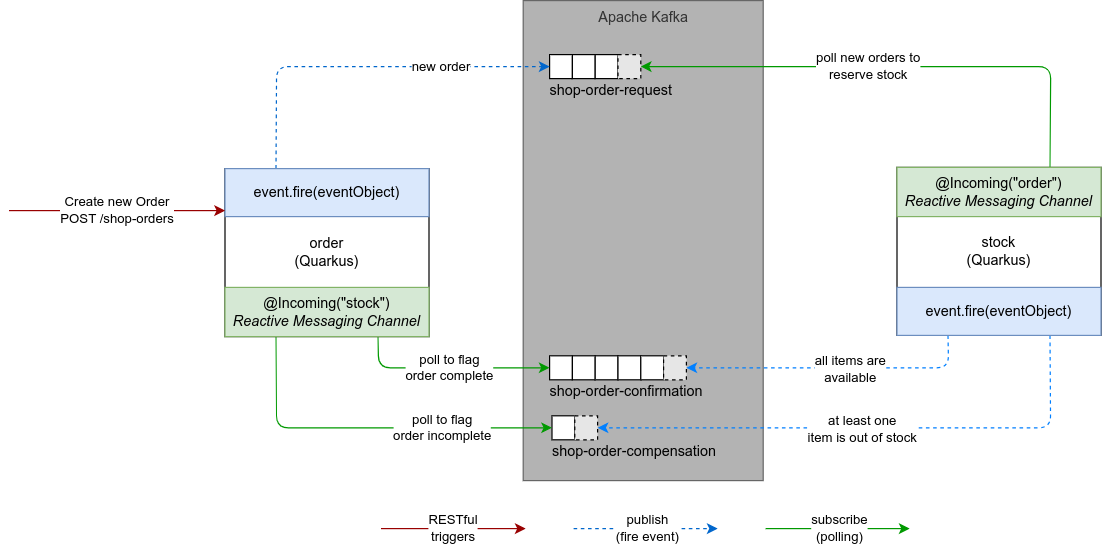 Apache Kafka
new order
shop-order-request
poll new orders to
reserve stock
Create new Order
POST /shop-orders
event.fire(eventObject)
order
(Quarkus)
@Incoming("stock")
Reactive Messaging Channel
@Incoming("order")
Reactive Messaging Channel
stock
(Quarkus)
event.fire(eventObject)
poll to flag
order complete
shop-order-confirmation
all items are
available
poll to flag
order incomplete
shop-order-compensation
at least one
item is out of stock
RESTful
triggers
publish
(fire event)
subscribe
(polling)